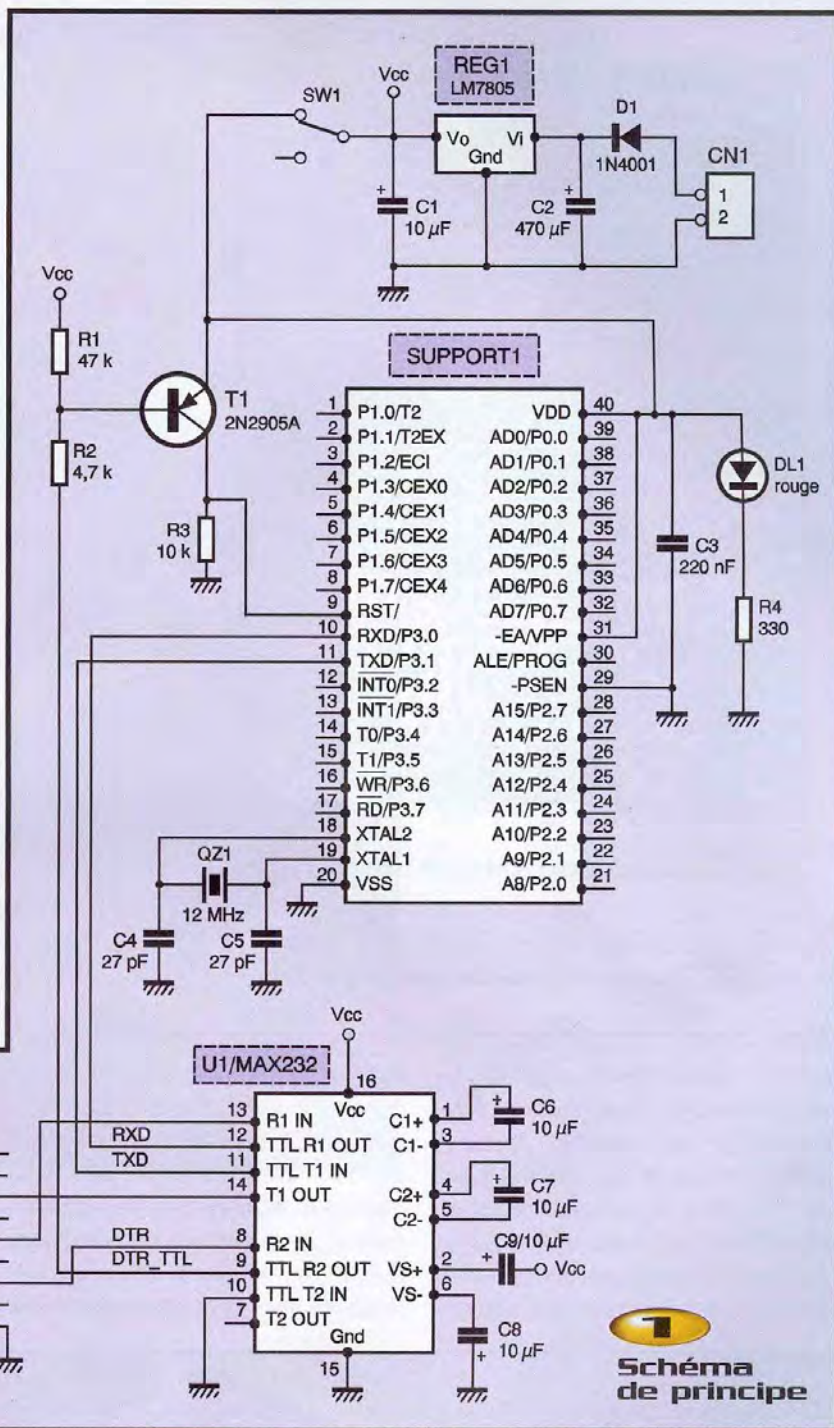 REG1
LM7805
Vcc
SW1
Vo
Vi
Gnd
D1
1N4001
CN1
1
2
+
C1
10 µF
+
C2
470 µF
Vcc
R1
47 k
R2
4,7 k
T1
2N2905A
R3
10 k
SUPPORT1
1 P1.0/T2
2 P1.1/T2EX
3 P1.2/ECI
4 P1.3/CEX0
5 P1.4/CEX1
6 P1.5/CEX2
7 P1.6/CEX3
8 P1.7/CEX4
9 RST/
10 RXD/P3.0
11 TXD/P3.1
12 INT0/P3.2
13 INT1/P3.3
14 T0/P3.4
15 T1/P3.5
16 WR/P3.6
17 RD/P3.7
18 XTAL2
19 XTAL1
20 VSS
VDD 40
AD0/P0.0 39
AD1/P0.1 38
AD2/P0.2 37
AD3/P0.3 36
AD4/P0.4 35
AD5/P0.5 34
AD6/P0.6 33
AD7/P0.7 32
-EA/VPP 31
ALE/PROG 30
-PSEN 29
A15/P2.7 28
A14/P2.6 27
A13/P2.5 26
A12/P2.4 25
A11/P2.3 24
A10/P2.2 23
A9/P2.1 22
A8/P2.0 21
DL1
rouge
C3
220 nF
R4
330
QZ1
12 MHz
C4
27 pF
C5
27 pF
Vcc
U1/MAX232
16
Vcc
13 R1 IN
RXD 12 TTL R1 OUT
TXD 11 TTL T1 IN
14 T1 OUT
DTR 8 R2 IN
DTR_TTL 9 TTL R2 OUT
10 TTL T2 IN
7 T2 OUT
Gnd
15
C1+ 1
C1- 3
C2+ 4
C2- 5
VS+ 2
VS- 6
+
C6
10 µF
+
C7
10 µF
C9/10 µF
+
Vcc
C8
10 µF
+
1
Schéma
de principe